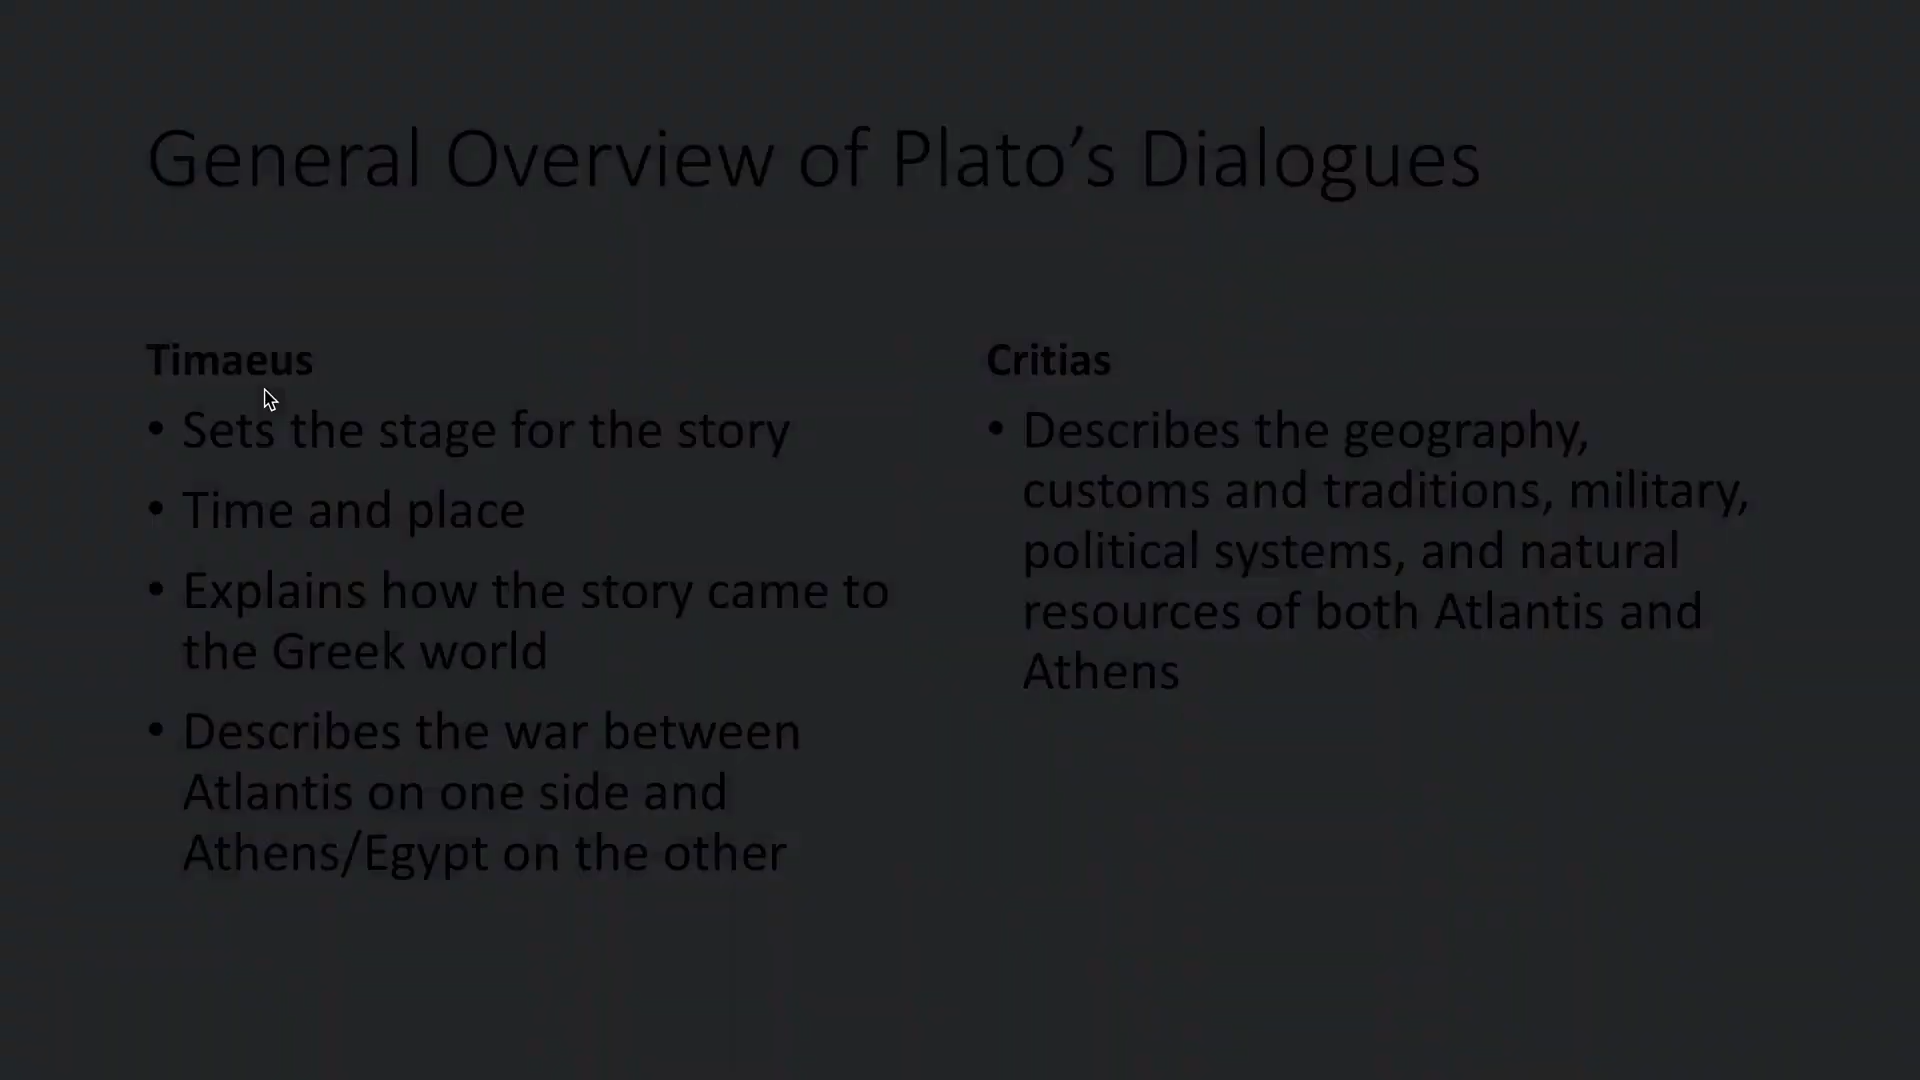 General Overview of Plato’s Dialogues
Timaeus
• Sets the stage for the story
• Time and place
• Explains how the story came to
the Greek world
• Describes the war between
Atlantis on one side and
Athens/Egypt on the other
Critias
• Describes the geography,
customs and traditions, military,
political systems, and natural
resources of both Atlantis and
Athens